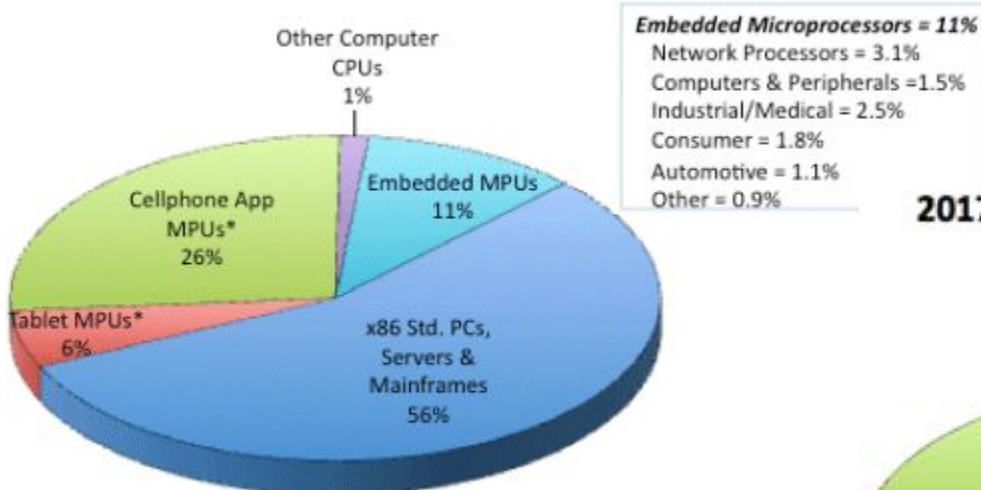 Other Computer
CPUs
1%
Embedded Microprocessors = 11%
Network Processors = 3.1%
Computers & Peripherals =1.5%
Industrial/Medical = 2.5%
Consumer = 1.8%
Automotive = 1.1%
Other = 0.9%
2017
Embedded MPUs
11%
Cellphone App
MPUs*
26%
Tablet MPUs*
6%
x86 Std. PCs,
Servers &
Mainframes
56%